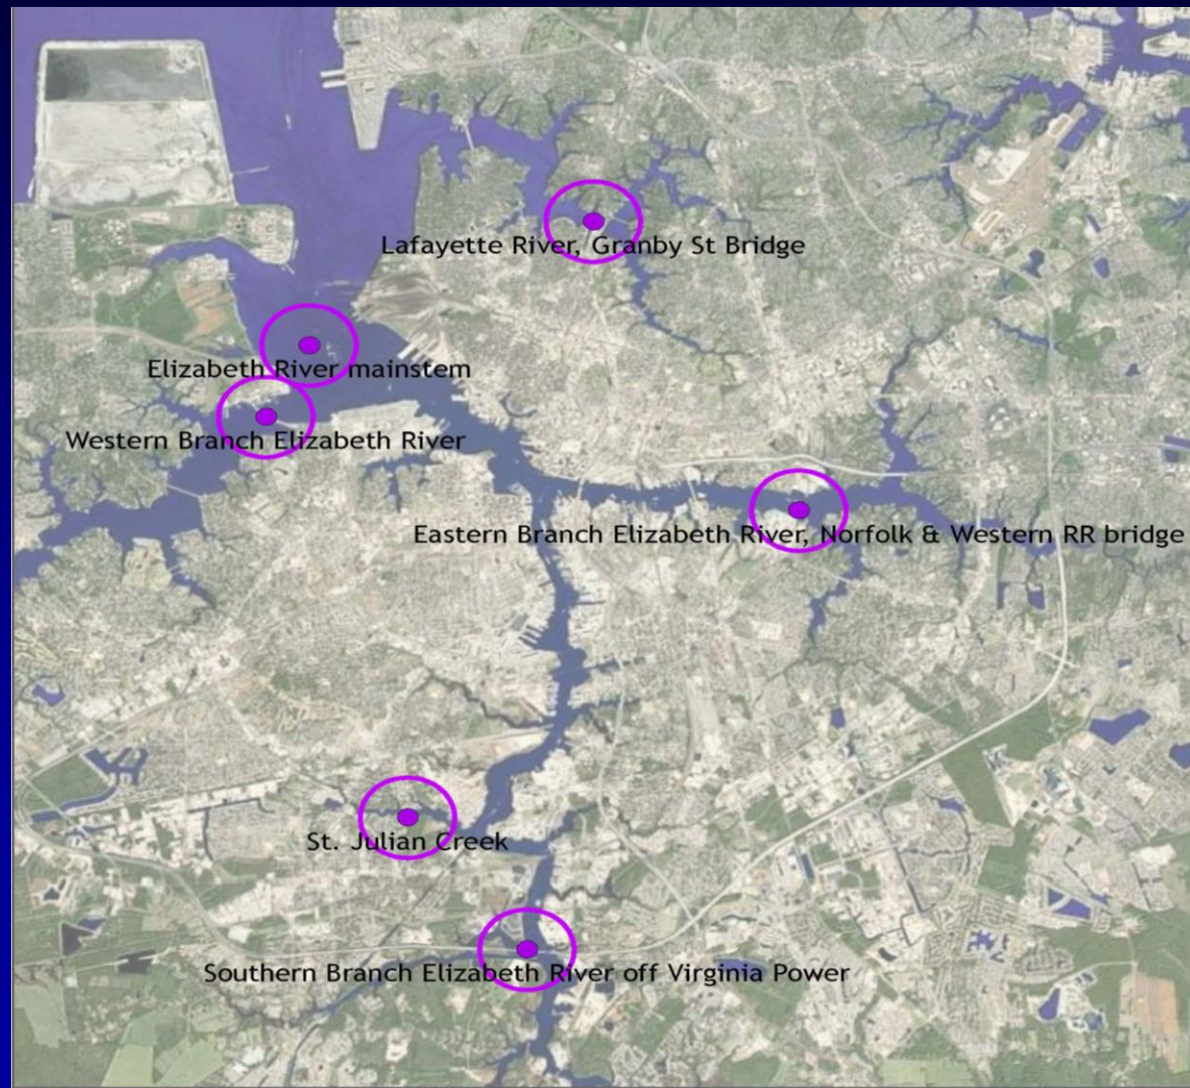 Lafayette River, Granby St Bridge
Elizabeth River mainstem
Western Branch Elizabeth River
Eastern Branch Elizabeth River, Norfolk & Western RR bridge
St. Julian Creek
Southern Branch Elizabeth River off Virginia Power